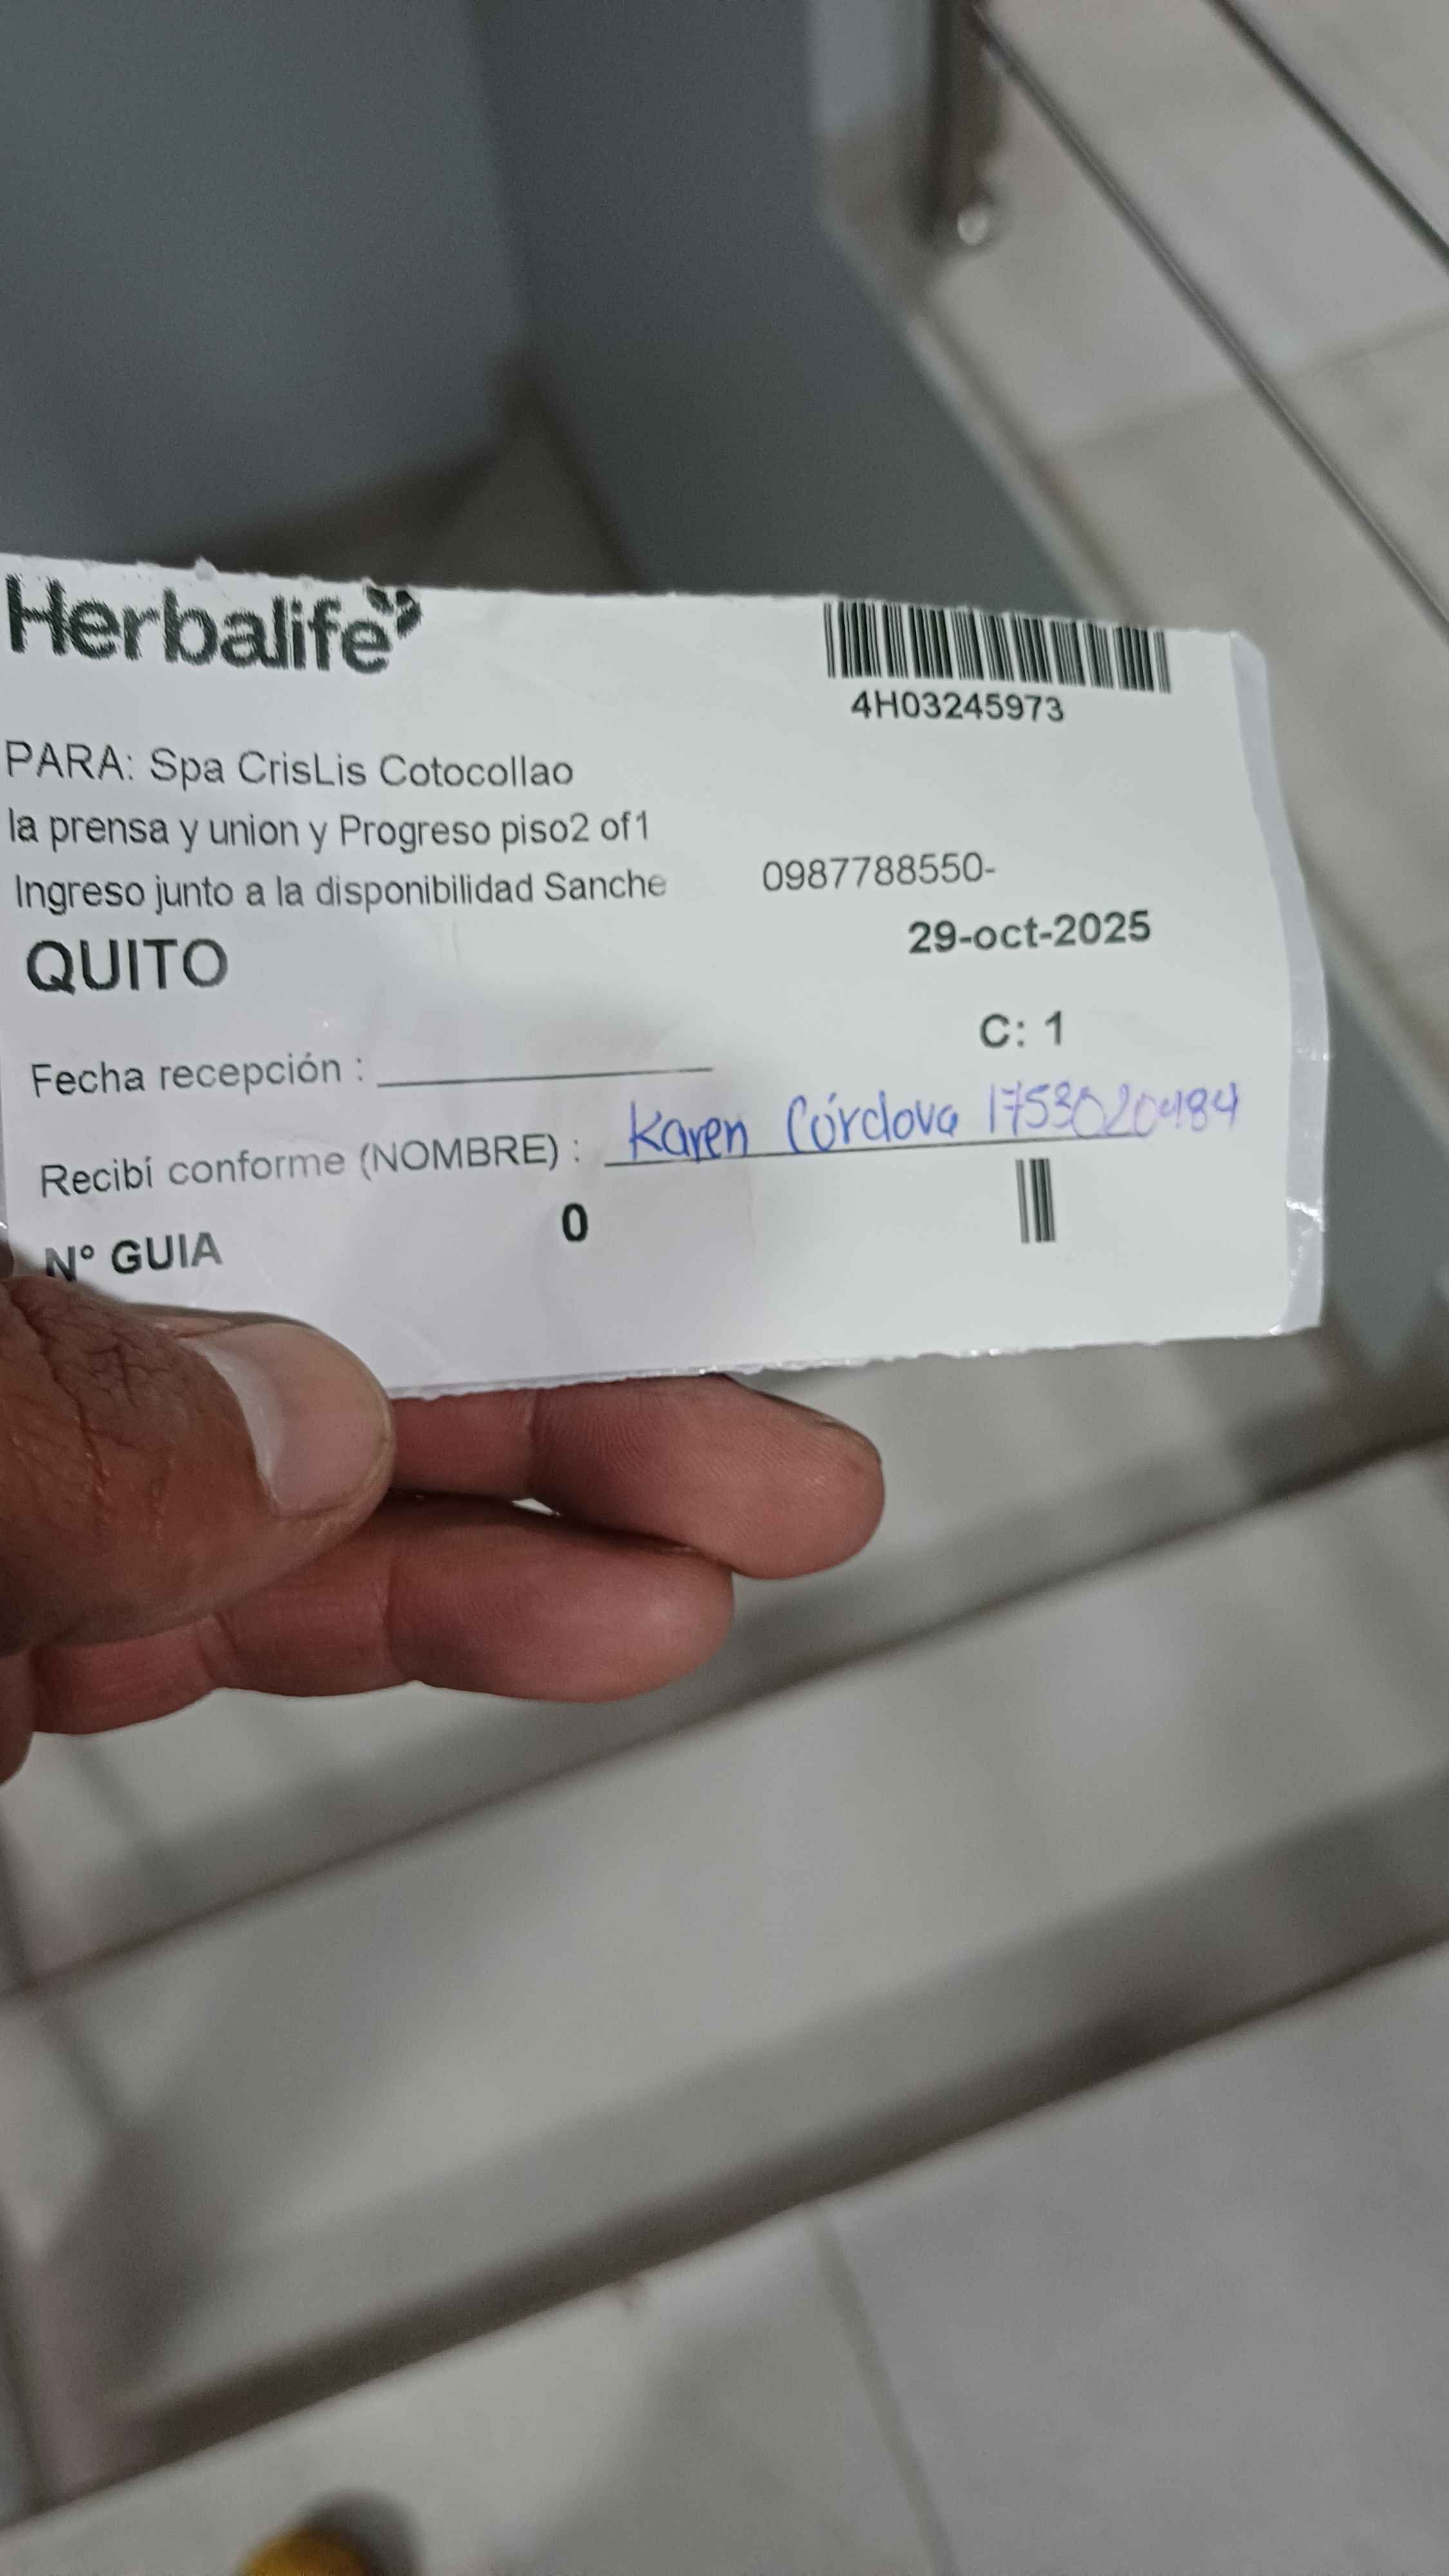 Herbalife
4H03245973
PARA: Spa CrisLis Cotocollao
la prensa y union y Progreso piso2 of1
Ingreso junto a la disponibilidad Sanche 0987788550-
QUITO 29-oct-2025
C: 1
Fecha recepción :
Recibí conforme (NOMBRE) : Karen Córdova 1753020484
N° GUIA 0